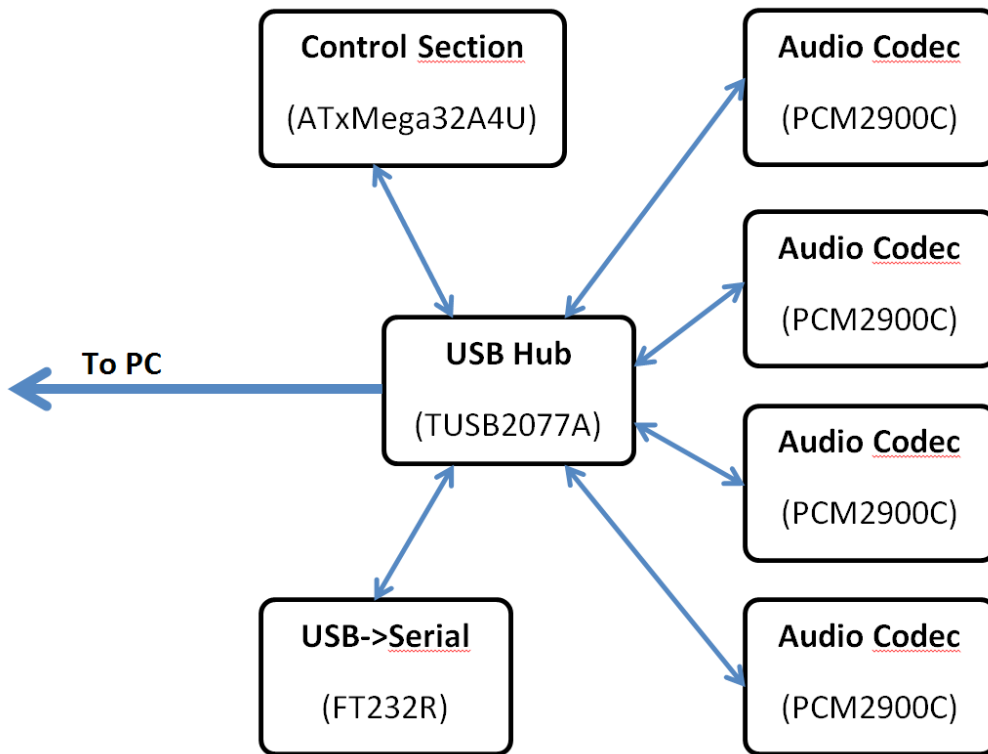 Control Section
(ATxMega32A4U)
Audio Codec
(PCM2900C)
Audio Codec
(PCM2900C)
To PC
USB Hub
(TUSB2077A)
Audio Codec
(PCM2900C)
USB->Serial
(FT232R)
Audio Codec
(PCM2900C)